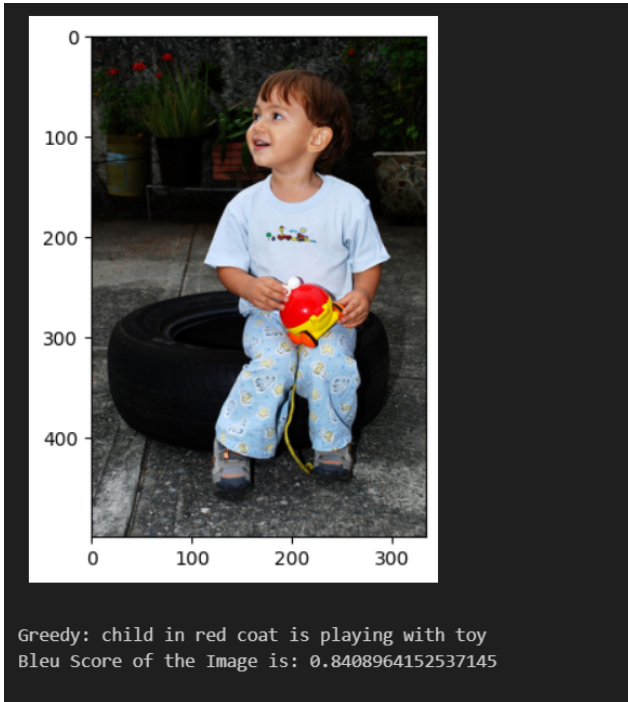 0
100
200
300
400
0 100 200 300
Greedy: child in red coat is playing with toy
Bleu Score of the Image is: 0.8408964152537145